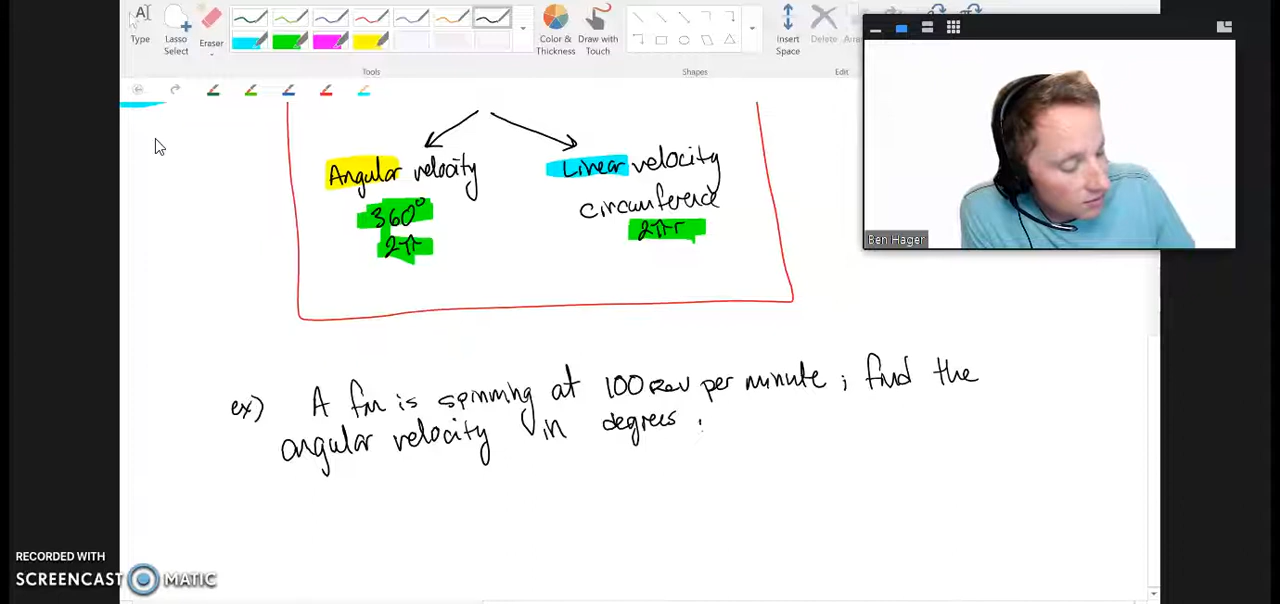 Type
Lasso
Select
Eraser
Color &
Thickness
Draw with
Touch
Insert
Space
Delete
Tools
Shapes
Edit
Angular velocity
360°
2π
Linear velocity
circumference
2πr
Ben Hager
ex) A fan is spinning at 100 rev per minute ; find the
angular velocity in degrees
RECORDED WITH
SCREENCAST MATIC